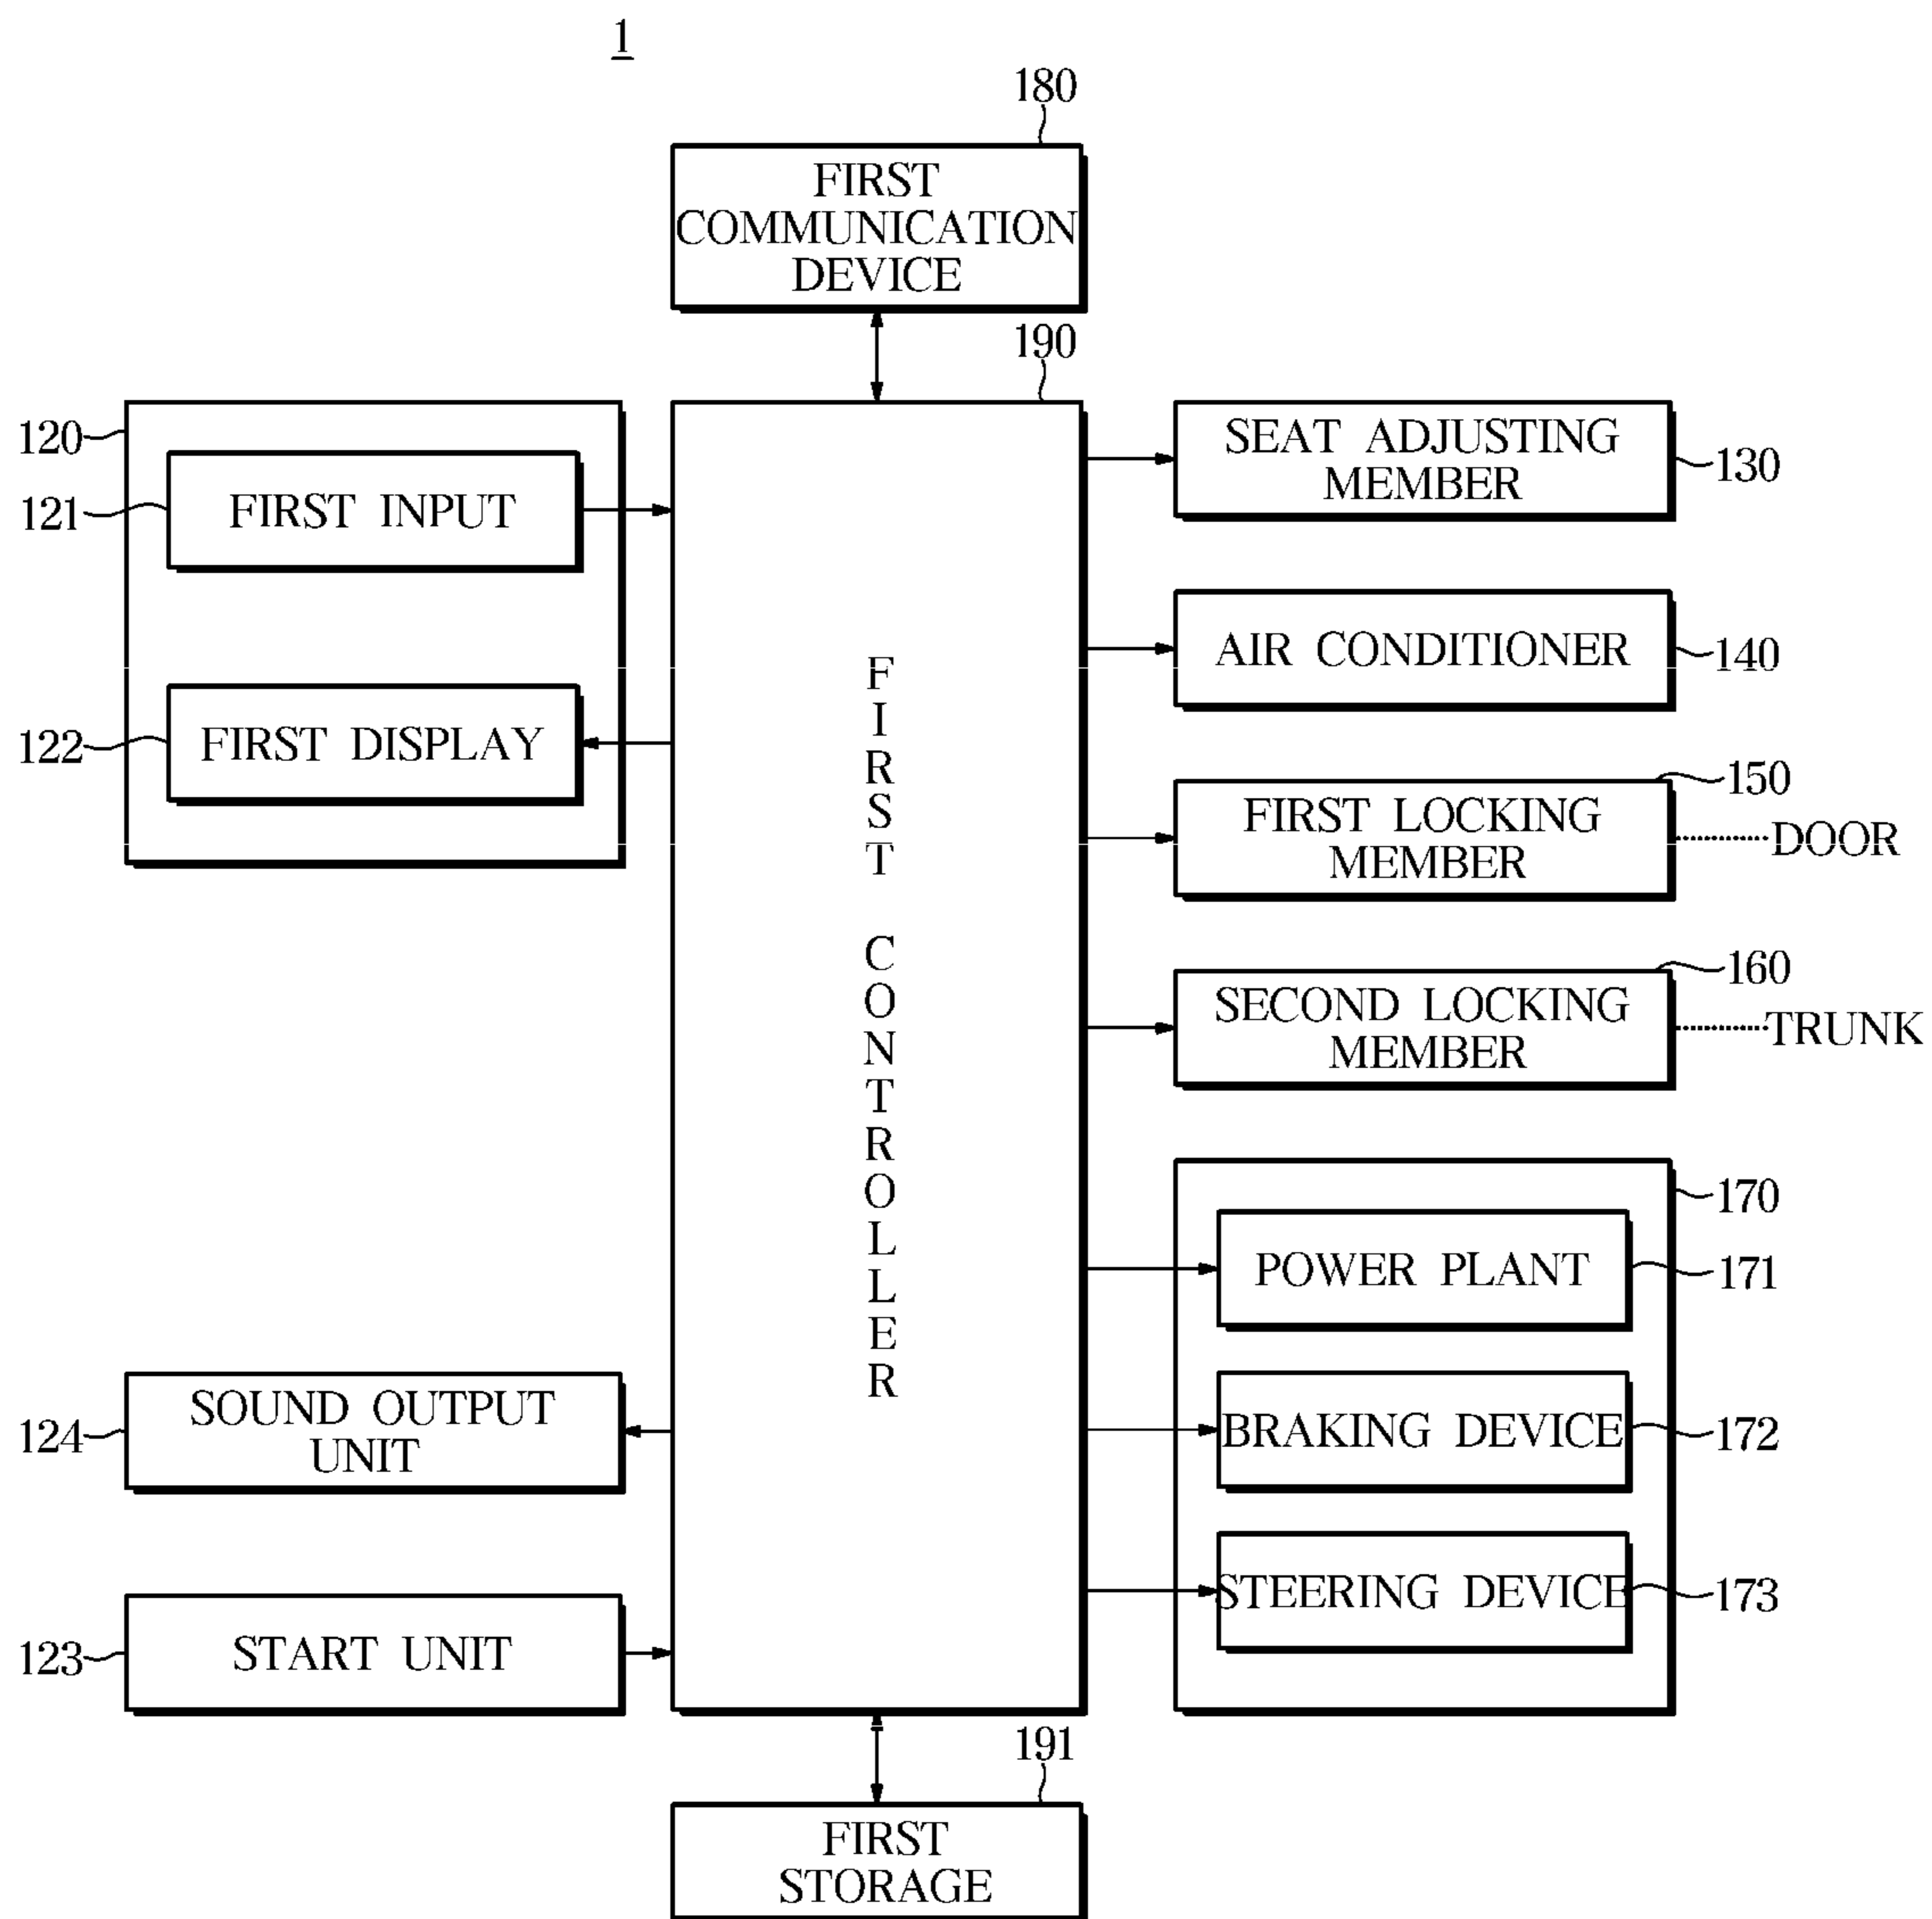 1
180
FIRST
COMMUNICATION
DEVICE
190
120
121
FIRST INPUT
122
FIRST DISPLAY
FIRST CONTROLLER
SEAT ADJUSTING
MEMBER
130
AIR CONDITIONER
140
150
FIRST LOCKING
MEMBER
DOOR
160
SECOND LOCKING
MEMBER
TRUNK
170
POWER PLANT
171
124
SOUND OUTPUT
UNIT
BRAKING DEVICE
172
STEERING DEVICE
173
123
START UNIT
191
FIRST
STORAGE